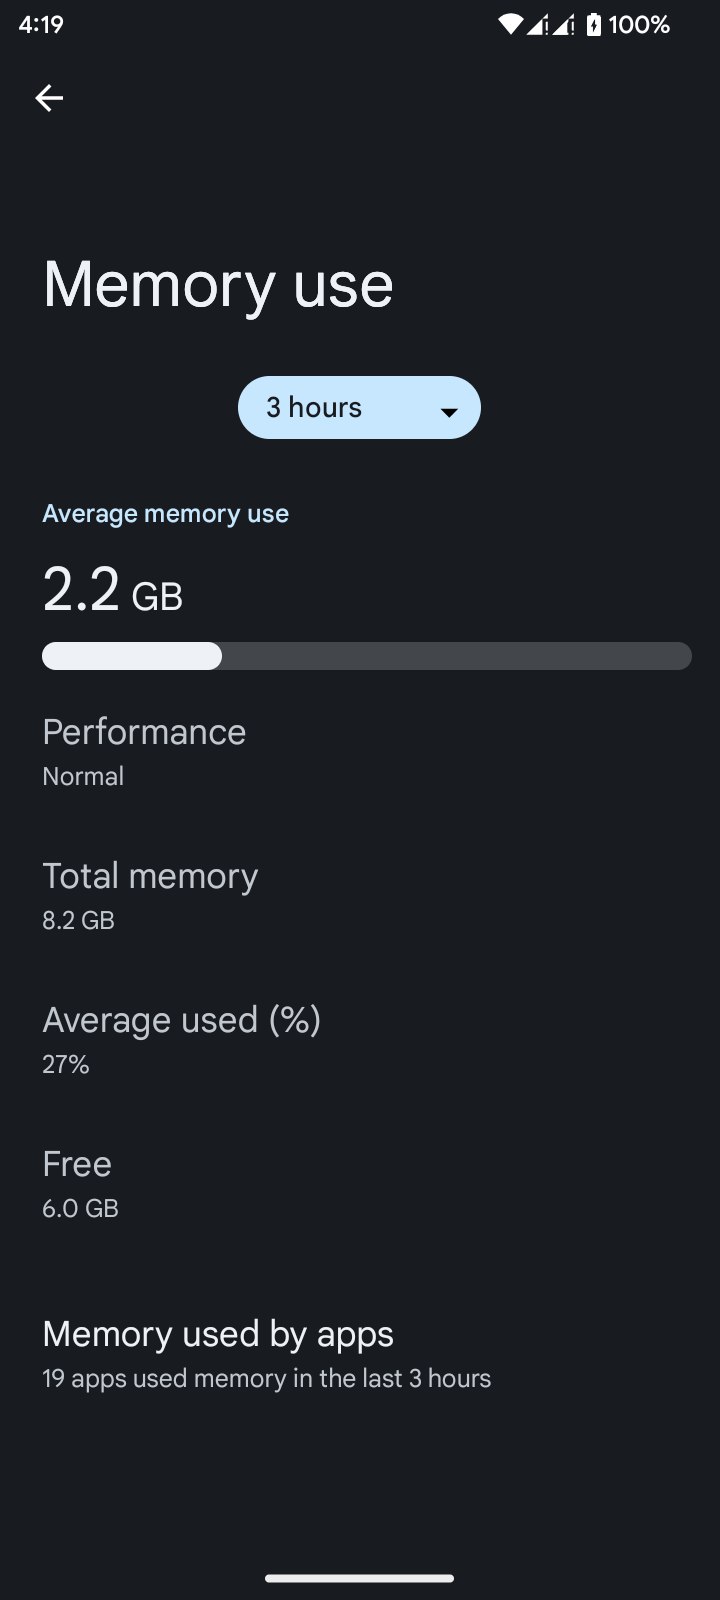 4:19 100%
Memory use
3 hours
Average memory use
2.2 GB
Performance
Normal
Total memory
8.2 GB
Average used (%)
27%
Free
6.0 GB
Memory used by apps
19 apps used memory in the last 3 hours